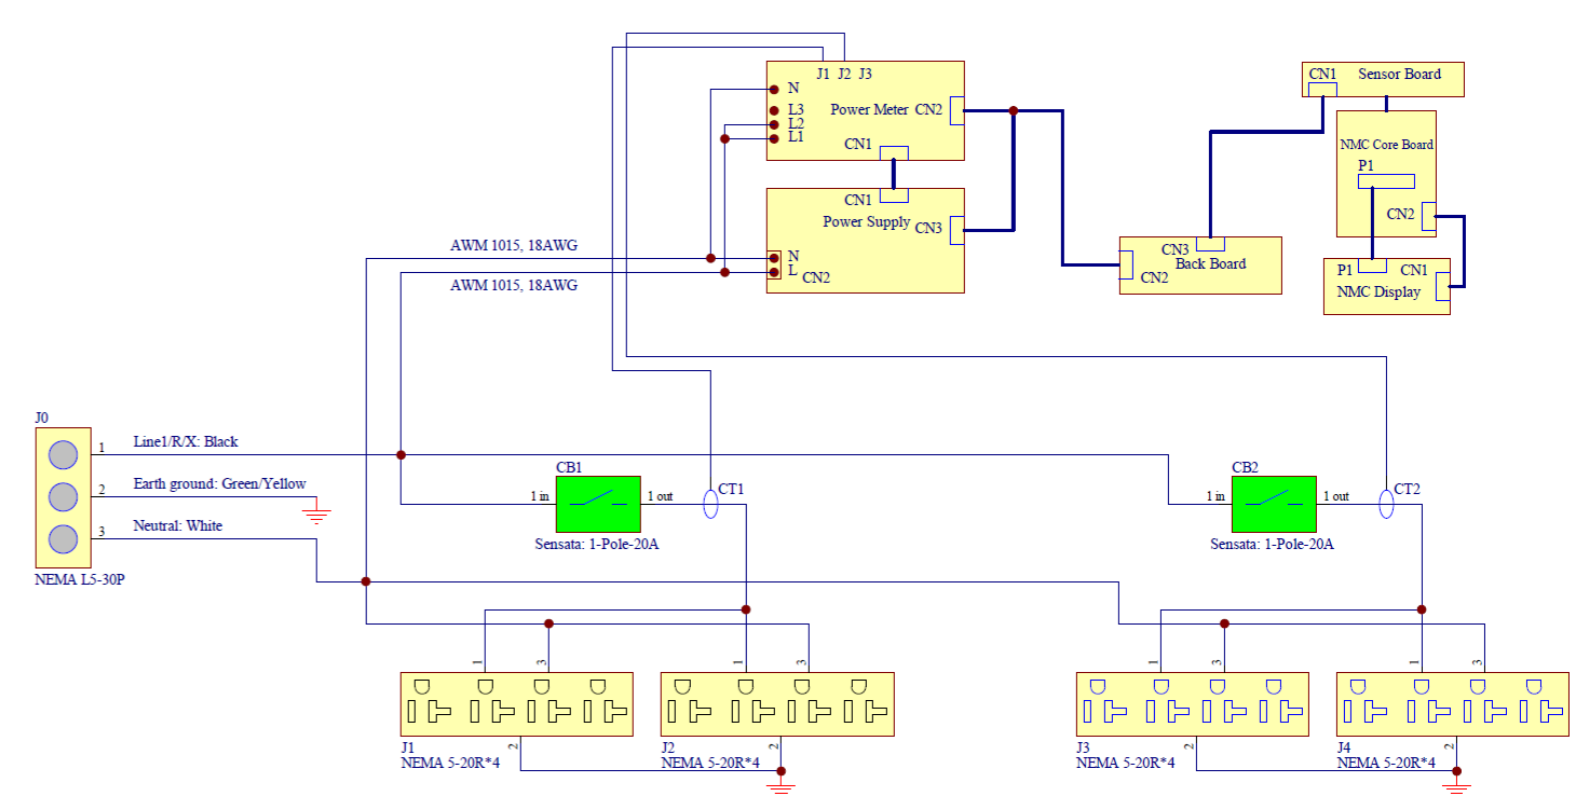 J1 J2 J3
N
L3
L2
L1
Power Meter CN2
CN1
CN1
Power Supply
CN3
N
L
CN2
AWM 1015, 18AWG
AWM 1015, 18AWG
CN1
Sensor Board
NMC Core Board
P1
CN2
CN3
Back Board
CN2
P1
CN1
NMC Display
J0
1
Line1/R/X: Black
2
Earth ground: Green/Yellow
3
Neutral: White
NEMA L5-30P
CB1
1 in
1 out
CT1
Sensata: 1-Pole-20A
CB2
1 in
1 out
CT2
Sensata: 1-Pole-20A
1
3
1
3
1
3
1
3
J1
2
NEMA 5-20R*4
J2
2
NEMA 5-20R*4
J3
2
NEMA 5-20R*4
J4
2
NEMA 5-20R*4